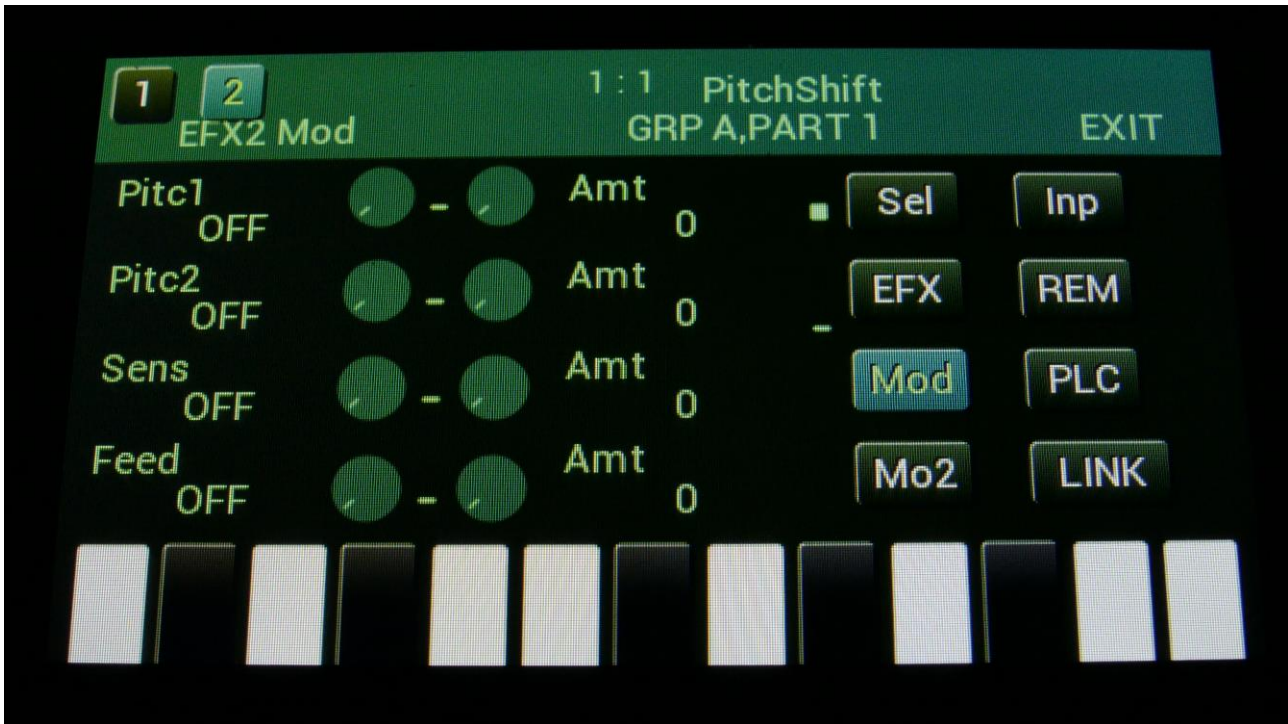 1 2 1 : 1 PitchShift
EFX2 Mod GRP A,PART 1 EXIT
Pitc1 - Amt Sel Inp
OFF 0
Pitc2 - Amt EFX REM
OFF 0
Sens - Amt Mod PLC
OFF 0
Feed - Amt Mo2 LINK
OFF 0